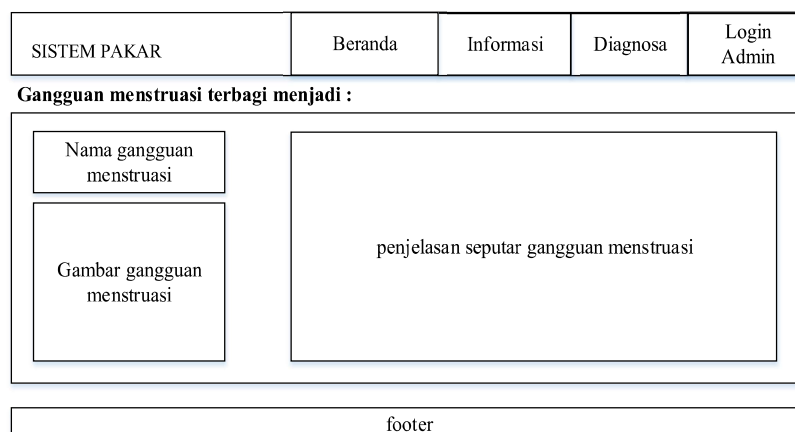 SISTEM PAKAR
Beranda
Informasi
Diagnosa
Login
Admin
Gangguan menstruasi terbagi menjadi :
Nama gangguan
menstruasi
Gambar gangguan
menstruasi
penjelasan seputar gangguan menstruasi
footer